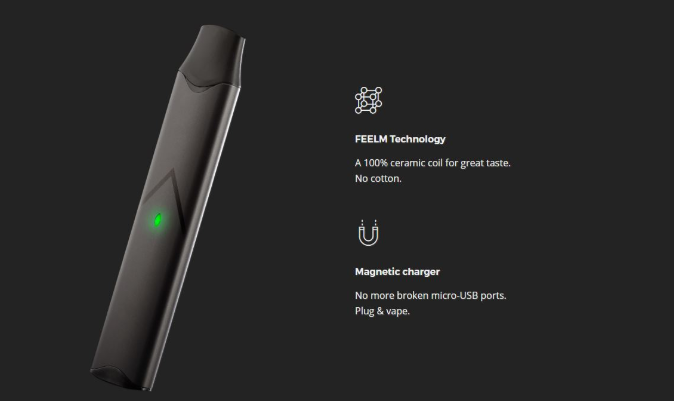 FEELM Technology
A 100% ceramic coil for great taste.
No cotton.
Magnetic charger
No more broken micro-USB ports.
Plug & vape.